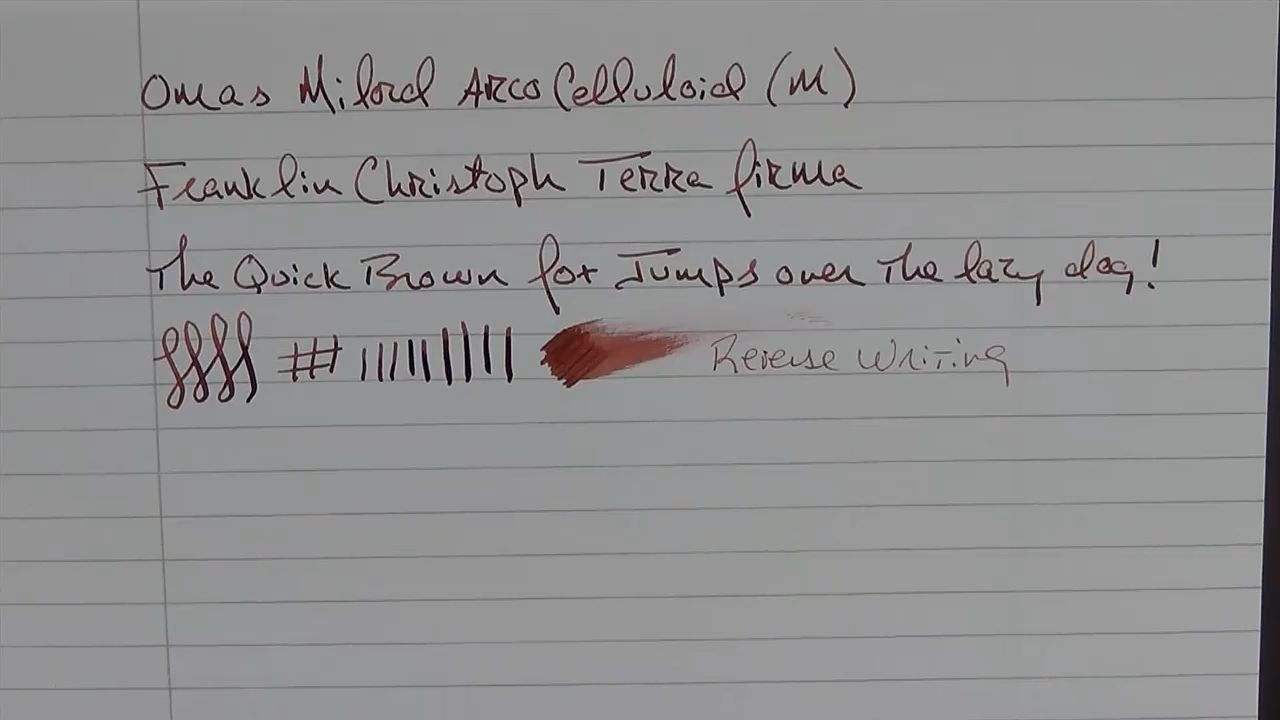 Omas Milord Arco Celluloid (M)
Franklin Christoph Terra firma
The Quick Brown fox Jumps over The lazy dog!
Reverse Writing